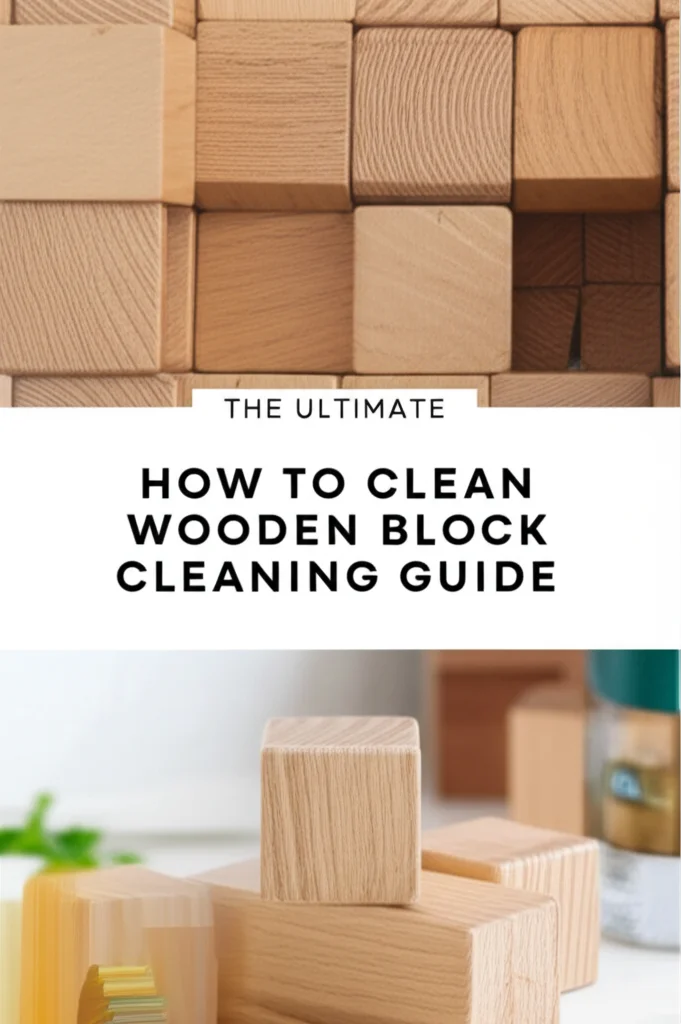 THE ULTIMATE
HOW TO CLEAN
WOODEN BLOCK
CLEANING GUIDE